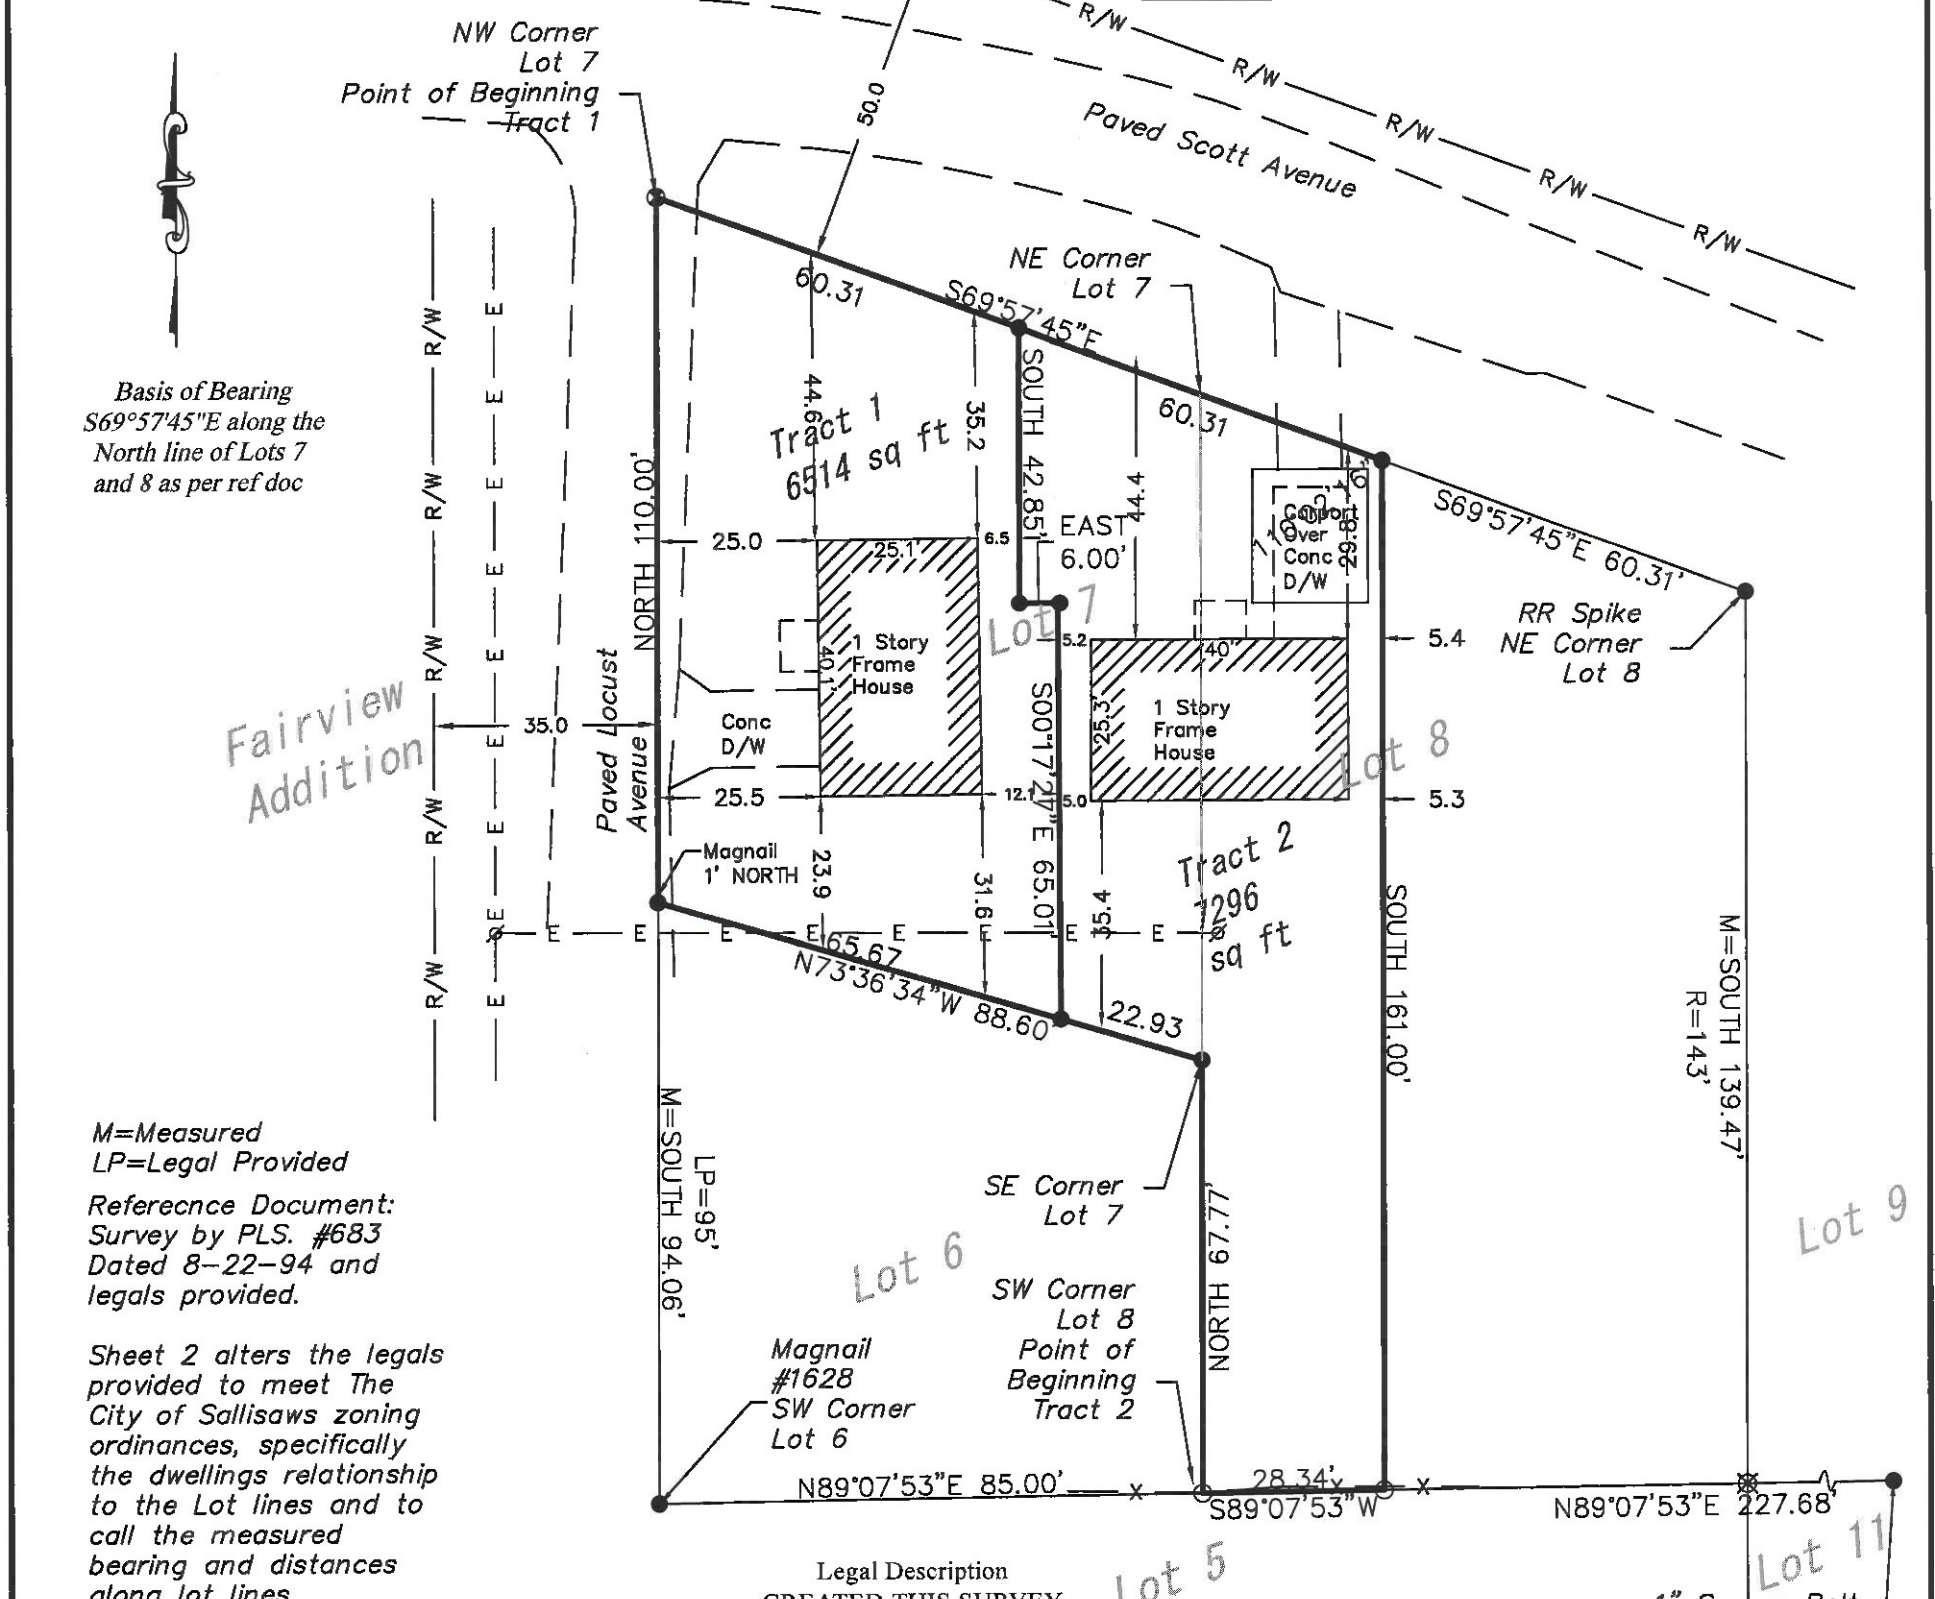 NW Corner
Lot 7
Point of Beginning
Tract 1
50.0
R/W
R/W
R/W
R/W
R/W
Paved Scott Avenue
NE Corner
Lot 7
60.31
S69°57'45"E
60.31
Basis of Bearing
S69°57'45"E along the
North line of Lots 7
and 8 as per ref doc
R/W
R/W
R/W
R/W
R/W
E
E
E
E
E
E
E
E
E
NORTH 110.00'
44.6
Tract 1
6514 sq ft
35.2
SOUTH 42.85'
EAST
6.00'
44.4
Carport
Over
Conc
D/W
29.8
S69°57'45"E 60.31'
RR Spike
NE Corner
Lot 8
25.0
25.1'
6.5
Lot 7
5.2
40'
5.4
1 Story
Frame
House
40.1'
Fairview
Addition
35.0
Paved Locust
Avenue
Conc
D/W
S00°17'27"E 65.01'
25.3'
1 Story
Frame
House
Lot 8
25.5
12.1
5.0
5.3
Magnail
1' NORTH
23.9
31.6
35.4
Tract 2
7296
sq ft
E
E
E
E
E
E
E
E
65.67
N73°36'34"W 88.60'
22.93
SOUTH 161.00'
M=SOUTH 139.47'
R=143'
M=Measured
LP=Legal Provided
Referecnce Document:
Survey by PLS. #683
Dated 8-22-94 and
legals provided.
M=SOUTH 94.06'
LP=95'
SE Corner
Lot 7
NORTH 67.77'
Lot 6
Lot 9
SW Corner
Lot 8
Point of
Beginning
Tract 2
Magnail
#1628
SW Corner
Lot 6
Sheet 2 alters the legals
provided to meet The
City of Sallisaws zoning
ordinances, specifically
the dwellings relationship
to the Lot lines and to
call the measured
bearing and distances
along lot lines
N89°07'53"E 85.00'
X
28.34'
X
X
S89°07'53"W
N89°07'53"E 227.68'
Legal Description
CREATED THIS SURVEY
Lot 5
Lot 11